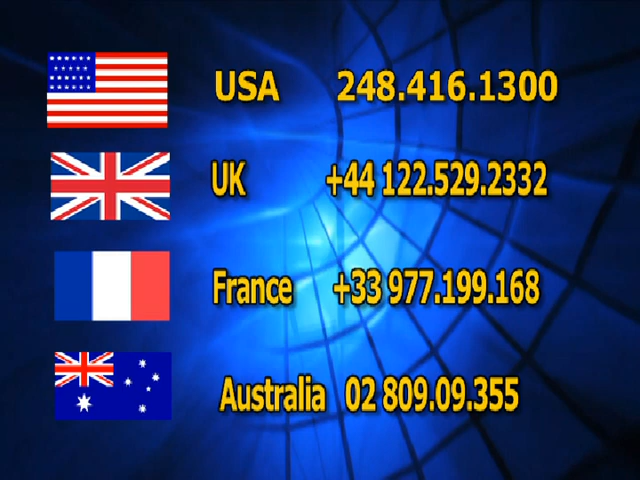 USA 248.416.1300
UK +44 122.529.2332
France +33 977.199.168
Australia 02 809.09.355